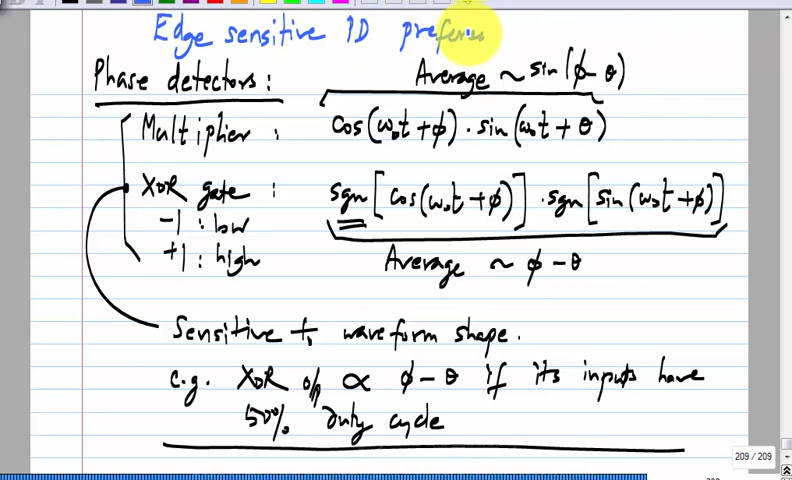 Edge sensitive PD preferred
Phase detectors :
Average ~ sin(ϕ-θ)
Multiplier : cos(ω₀t + ϕ) · sin(ω₀t + θ)
XOR gate : sgn[cos(ω₀t + ϕ)] · sgn[sin(ω₀t + ϕ)]
-1 : low
+1 : high
Average ~ ϕ - θ
Sensitive to waveform shape.
e.g. XOR o/p ∝ ϕ - θ if its inputs have
50% duty cycle
209 / 209